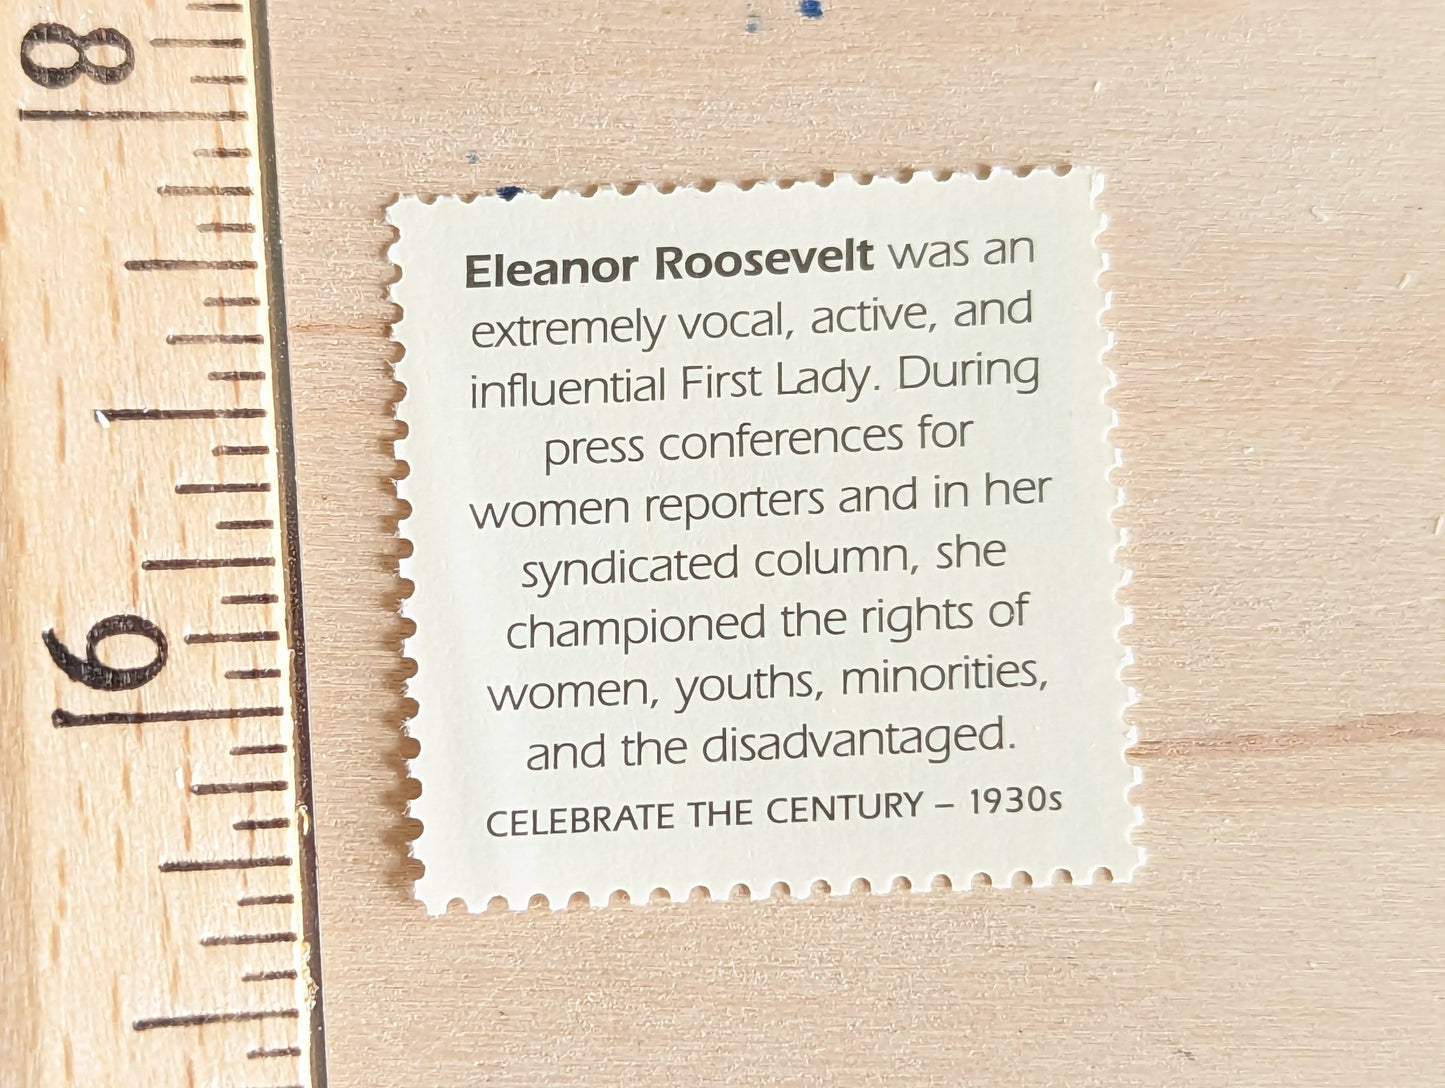 8
9
Eleanor Roosevelt was an
extremely vocal, active, and
influential First Lady. During
press conferences for
women reporters and in her
syndicated column, she
championed the rights of
women, youths, minorities,
and the disadvantaged.
CELEBRATE THE CENTURY – 1930s